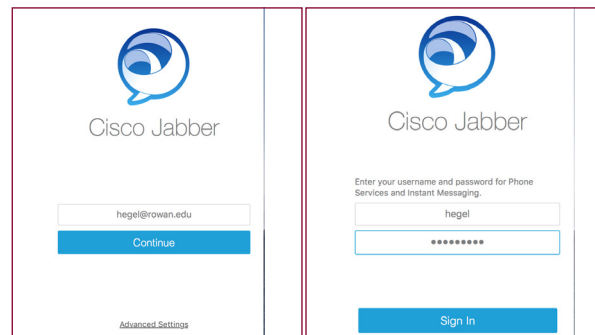 Cisco Jabber
hegel@rowan.edu
Continue
Advanced Settings
Cisco Jabber
Enter your username and password for Phone
Services and Instant Messaging.
hegel
•••••••••
Sign In